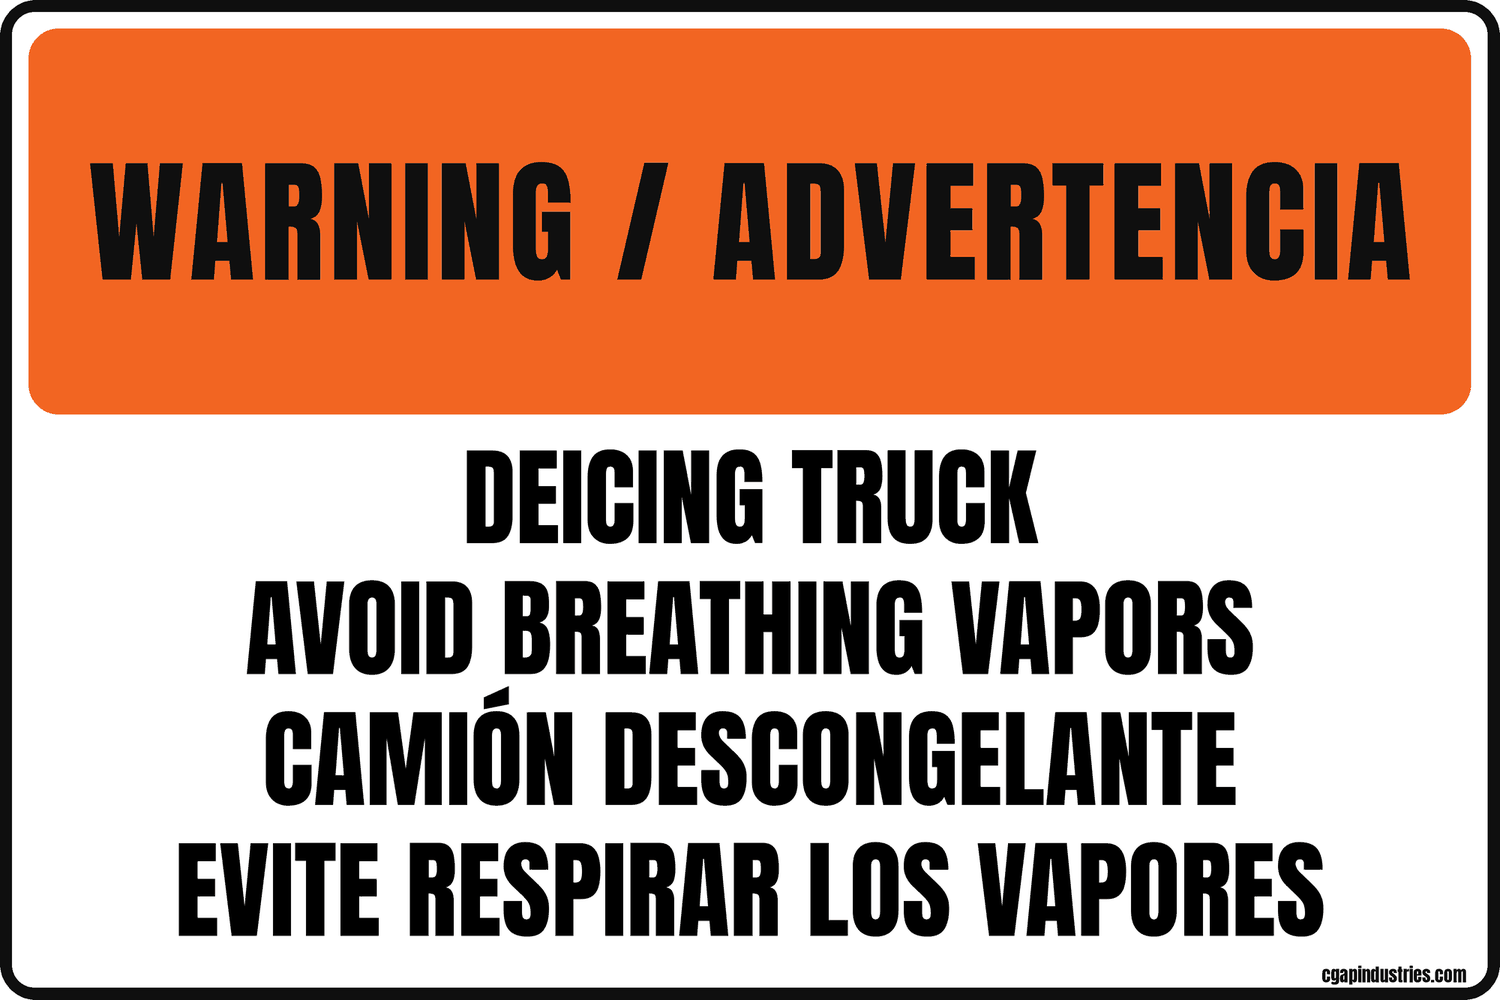 WARNING / ADVERTENCIA
DEICING TRUCK
AVOID BREATHING VAPORS
CAMIÓN DESCONGELANTE
EVITE RESPIRAR LOS VAPORES
cgapindustries.com